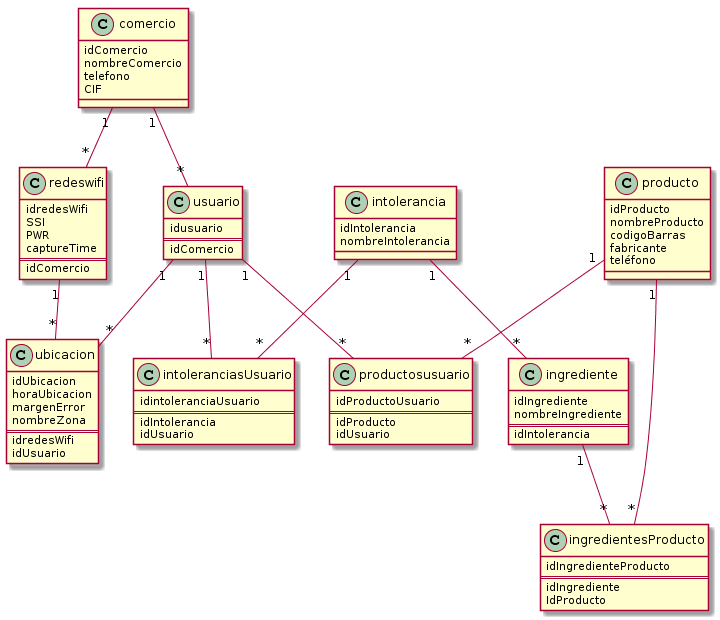 C comercio
idComercio
nombreComercio
telefono
CIF
1
1
*
*
C redeswifi
idredesWifi
SSI
PWR
captureTime
idComercio
C usuario
idusuario
idComercio
C intolerancia
idIntolerancia
nombreIntolerancia
C producto
idProducto
nombreProducto
codigoBarras
fabricante
teléfono
1
1
1
1
1
1
1
1
*
*
*
*
*
*
*
C ubicacion
idUbicacion
horaUbicacion
margenError
nombreZona
idredesWifi
idUsuario
C intoleranciasUsuario
idintoleranciaUsuario
idIntolerancia
idUsuario
C productosusuario
idProductoUsuario
idProducto
idUsuario
C ingrediente
idIngrediente
nombreIngrediente
idIntolerancia
1
*
*
C ingredientesProducto
idIngredienteProducto
idIngrediente
IdProducto